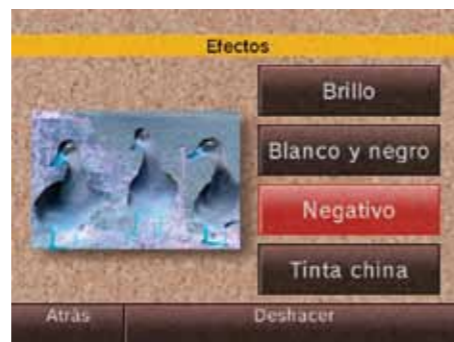 Efectos
Brillo
Blanco y negro
Negativo
Tinta china
Atrás
Deshacer